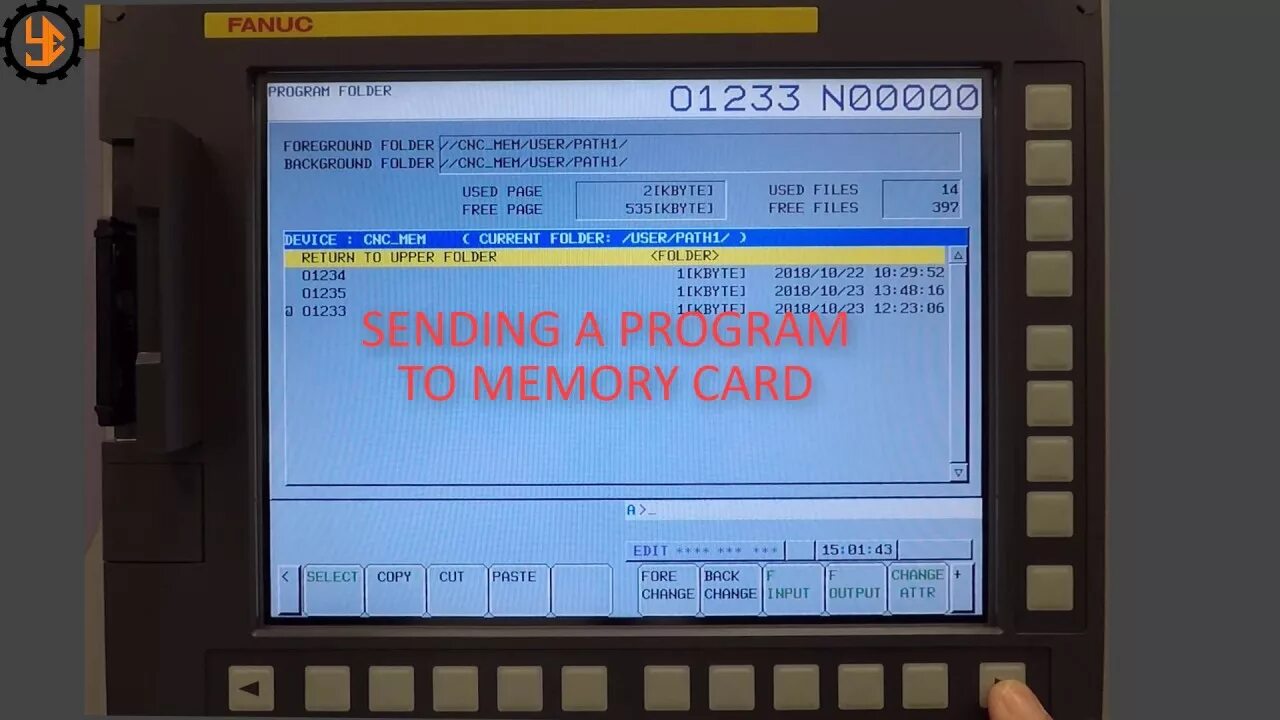 FANUC
PROGRAM FOLDER O1233 N00000
FOREGROUND FOLDER //CNC_MEM/USER/PATH1/
BACKGROUND FOLDER //CNC_MEM/USER/PATH1/
USED PAGE 2[KBYTE] USED FILES 14
FREE PAGE 535[KBYTE] FREE FILES 397
DEVICE : CNC_MEM ( CURRENT FOLDER: /USER/PATH1/ )
RETURN TO UPPER FOLDER <FOLDER>
O1234 1[KBYTE] 2018/10/22 10:29:52
O1235 1[KBYTE] 2018/10/23 13:48:16
@ O1233 1[KBYTE] 2018/10/23 12:23:06
SENDING A PROGRAM
TO MEMORY CARD
A>_
EDIT **** *** *** 15:01:43
< SELECT COPY CUT PASTE FORE CHANGE BACK CHANGE F INPUT F OUTPUT CHANGE ATTR +